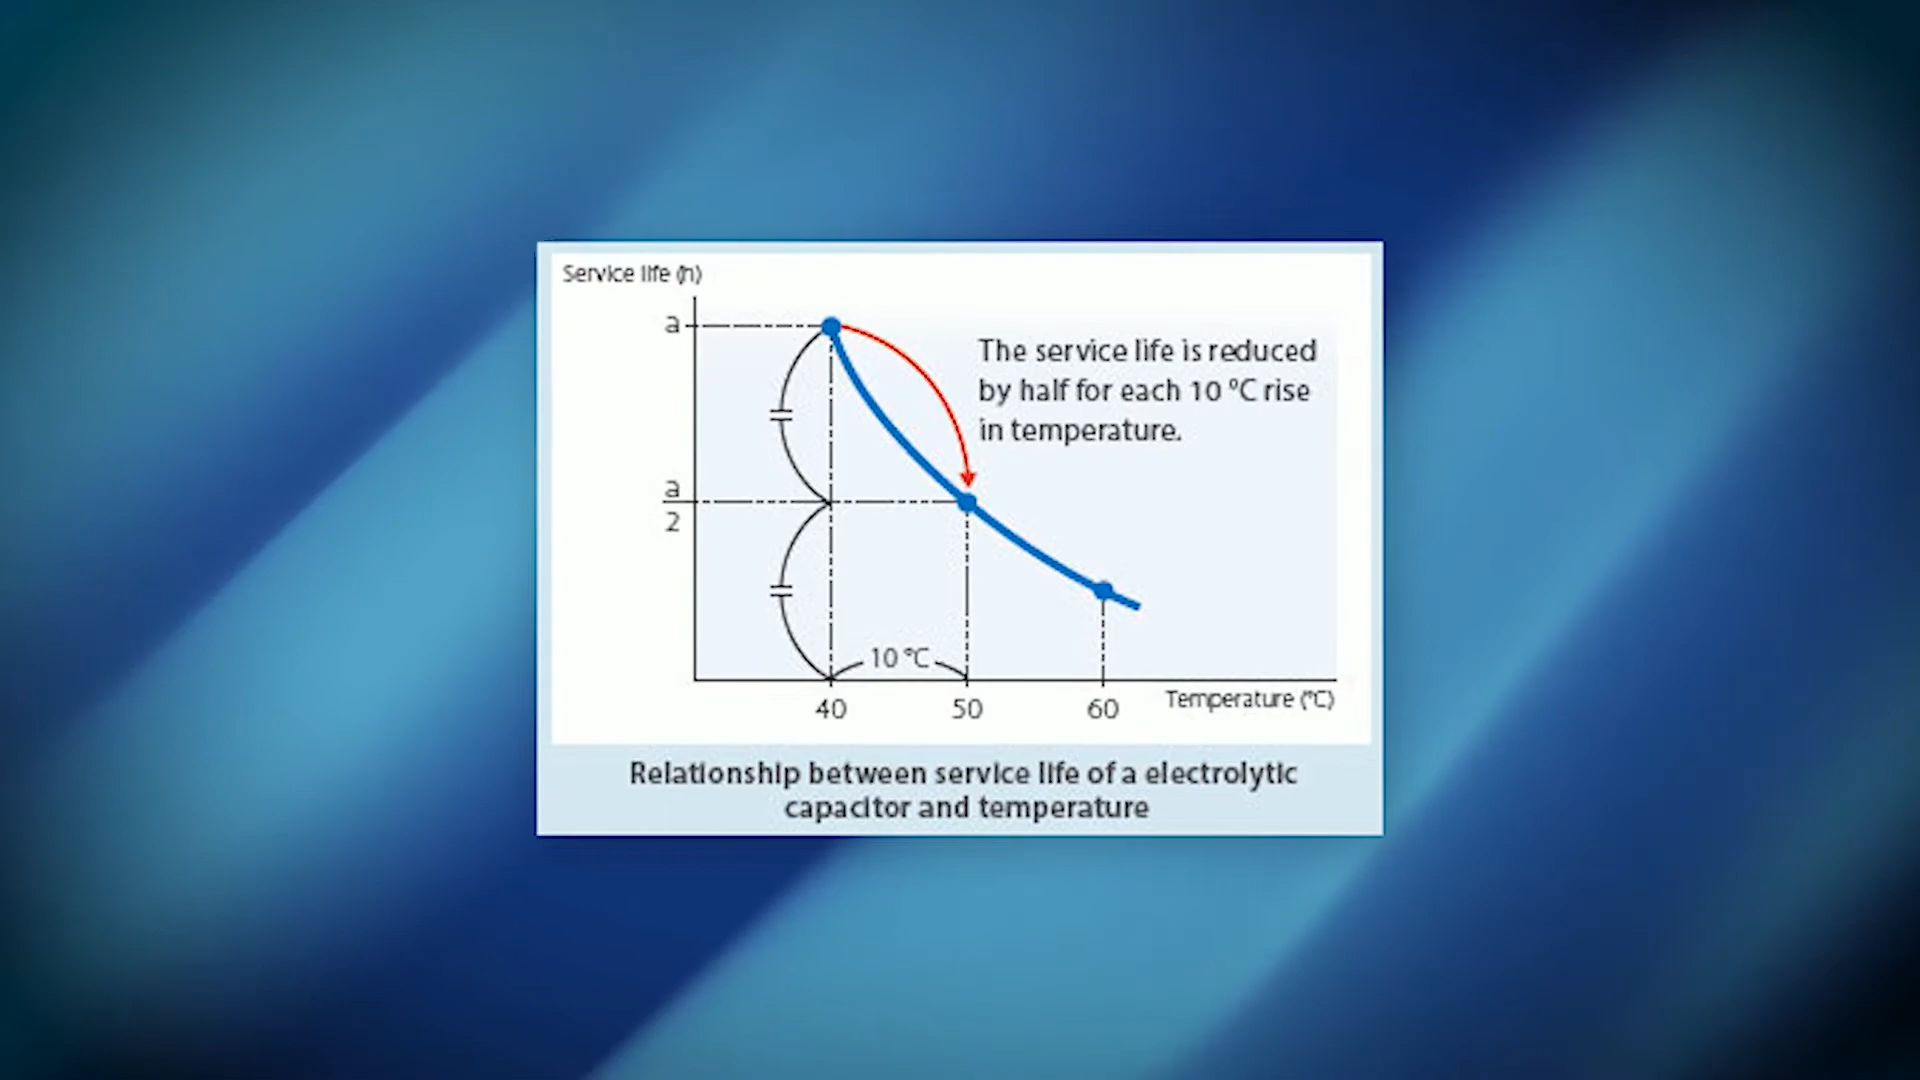 Service life (h)
a
The service life is reduced
by half for each 10 °C rise
in temperature.
a
2
10 °C
40 50 60 Temperature (°C)
Relationship between service life of a electrolytic
capacitor and temperature